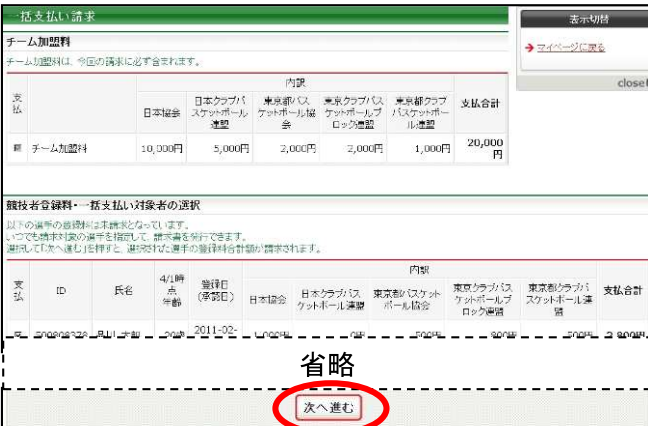 一括支払い請求
表示切替
マイページに戻る
close
チーム加盟料
チーム加盟料は、今回の請求に必ず含まれます。
支払
内訳
日本協会
日本クラブバスケットボール連盟
東京都バスケットボール協会
東京クラブバスケットボールブロック連盟
東京都クラブバスケットボール連盟
支払合計
チーム加盟料 10,000円 5,000円 2,000円 2,000円 1,000円 20,000円
競技者登録料・一括支払い対象者の選択
以下の選手の登録料は未請求となっています。
いつでも請求対象の選手を指定して、請求書を発行できます。
選択して「次へ進む」を押すと、選択された選手の登録料合計額が請求されます。
支払
ID
氏名
4/1時点年齢
登録日(承認日)
内訳
日本協会
日本クラブバスケットボール連盟
東京都バスケットボール協会
東京クラブバスケットボールブロック連盟
東京都クラブバスケットボール連盟
支払合計
2011-02-
省略
次へ進む